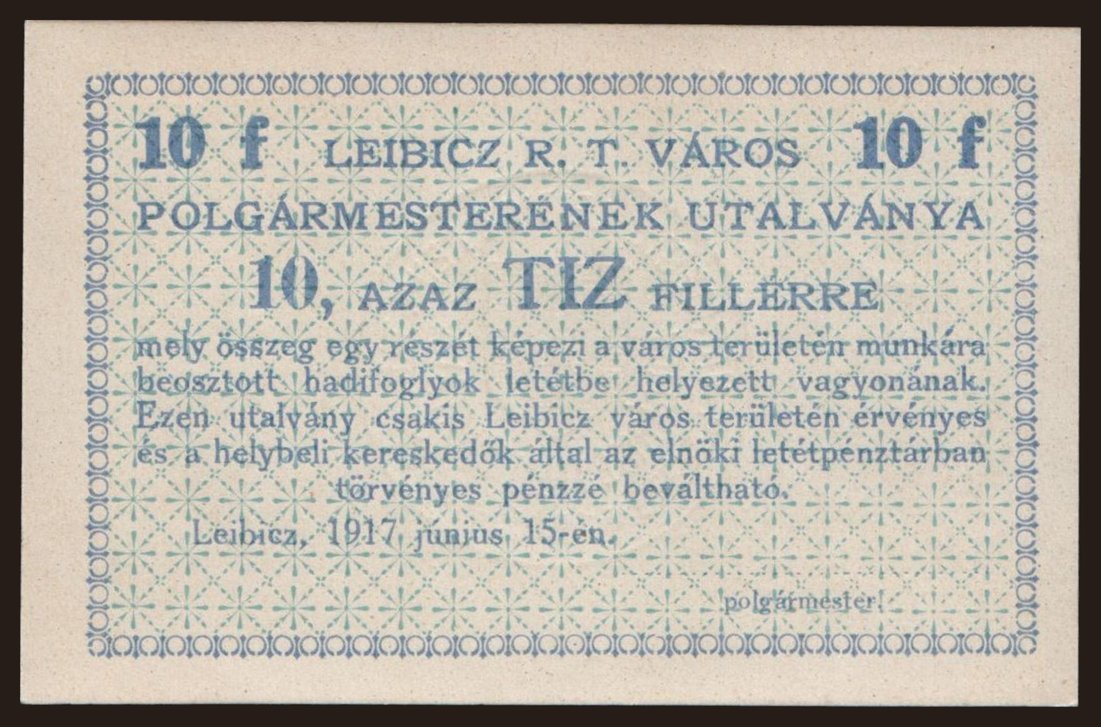 10 f LEIBICZ R. T. VÁROS 10 f
POLGÁRMESTERÉNEK UTALVÁNYA
10, AZAZ TIZ FILLÉRRE
mely összeg egy részét képezi a város területén munkára
beosztott hadifoglyok letétbe helyezett vagyonának.
Ezen utalvány csakis Leibicz város területén érvényes
és a helybeli kereskedők által az elnöki letétpénztárban
törvényes pénzzé beváltható.
Leibicz, 1917 június 15-én.
polgármester.